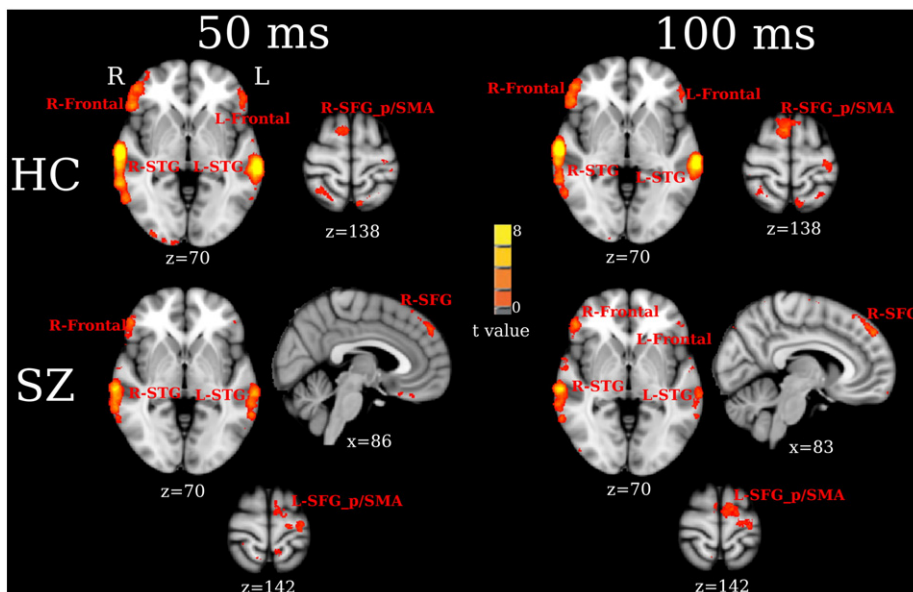 50 ms
100 ms
R
L
R-Frontal
L-Frontal
R-SFG_p/SMA
R-Frontal
L-Frontal
R-SFG_p/SMA
HC
R-STG
L-STG
R-STG
L-STG
z=138
z=138
z=70
z=70
8
0
t value
R-Frontal
R-SFG
R-Frontal
L-Frontal
R-SFG
SZ
R-STG
L-STG
R-STG
L-STG
x=86
x=83
z=70
z=70
L-SFG_p/SMA
L-SFG_p/SMA
z=142
z=142